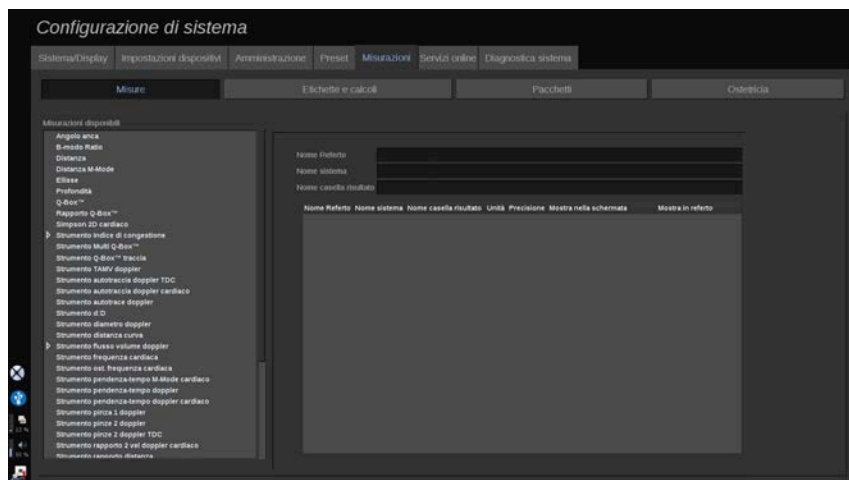 Configurazione di sistema
Sistema/Display Impostazioni dispositivi Amministrazione Preset Misurazioni Servizi online Diagnostica sistema
Misure Etichette e calcoli Pacchetti Ostetricia
Misurazioni disponibili
Angolo anca
B-modo Ratio
Distanza
Distanza M-Mode
Ellisse
Profondità
Q-Box™
Rapporto Q-Box™
Simpson 2D cardiaco
Strumento indice di congestione
Strumento Multi Q-Box™
Strumento Q-Box™ traccia
Strumento TAMV doppler
Strumento autotraccia doppler TDC
Strumento autotraccia doppler cardiaco
Strumento autotrace doppler
Strumento d:D
Strumento diametro doppler
Strumento distanza curva
Strumento flusso volume doppler
Strumento frequenza cardiaca
Strumento ost. frequenza cardiaca
Strumento pendenza-tempo M-Mode cardiaco
Strumento pendenza-tempo doppler
Strumento pendenza-tempo doppler cardiaco
Strumento pinza 1 doppler
Strumento pinze 2 doppler
Strumento pinze 2 doppler TDC
Strumento rapporto 2 vel doppler cardiaco
Strumento rapporto distanza
Nome Referto
Nome sistema
Nome casella risultato
Nome Referto Nome sistema Nome casella risultato Unità Precisione Mostra nella schermata Mostra in referto